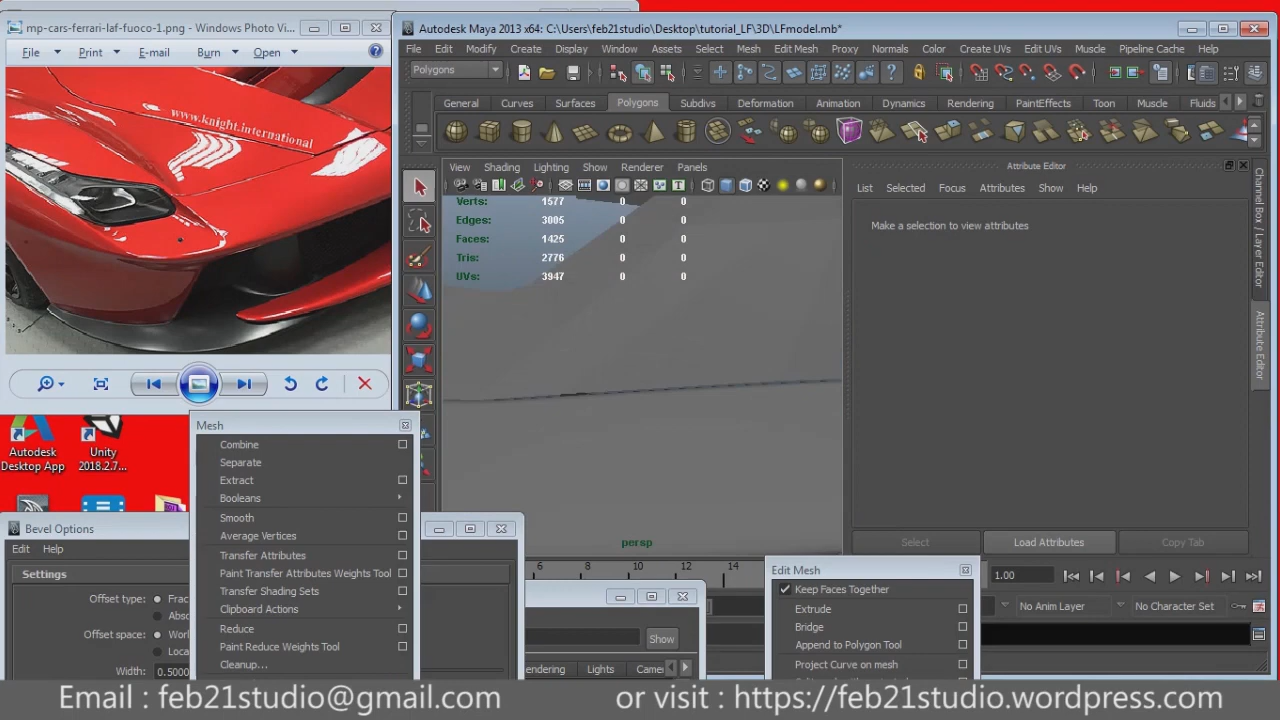 mp-cars-ferrari-laf-fuoco-1.png - Windows Photo Vi...
File Print E-mail Burn Open
www.knight.international
Autodesk Maya 2013 x64: C:\Users\feb21studio\Desktop\tutorial_LF\3D\LFmodel.mb*
File Edit Modify Create Display Window Assets Select Mesh Edit Mesh Proxy Normals Color Create UVs Edit UVs Muscle Pipeline Cache Help
Polygons
General Curves Surfaces Polygons Subdivs Deformation Animation Dynamics Rendering PaintEffects Toon Muscle Fluids
View Shading Lighting Show Renderer Panels
Verts: 1577 0 0
Edges: 3005 0 0
Faces: 1425 0 0
Tris: 2776 0 0
UVs: 3947 0 0
persp
Attribute Editor
List Selected Focus Attributes Show Help
Make a selection to view attributes
Select Load Attributes Copy Tab
Channel Box / Layer Editor
Attribute Editor
Autodesk
Desktop App
Unity
2018.2.7...
Mesh
Combine
Separate
Extract
Booleans
Smooth
Average Vertices
Transfer Attributes
Paint Transfer Attributes Weights Tool
Transfer Shading Sets
Clipboard Actions
Reduce
Paint Reduce Weights Tool
Cleanup...
Bevel Options
Edit Help
Settings
Offset type: Frac
Abso
Offset space: Worl
Loca
Width: 0.5000
6 8 10 12 14
1.00
No Anim Layer
No Character Set
Show
ndering Lights Camer
Edit Mesh
Keep Faces Together
Extrude
Bridge
Append to Polygon Tool
Project Curve on mesh
Email : feb21studio@gmail.com or visit : https://feb21studio.wordpress.com